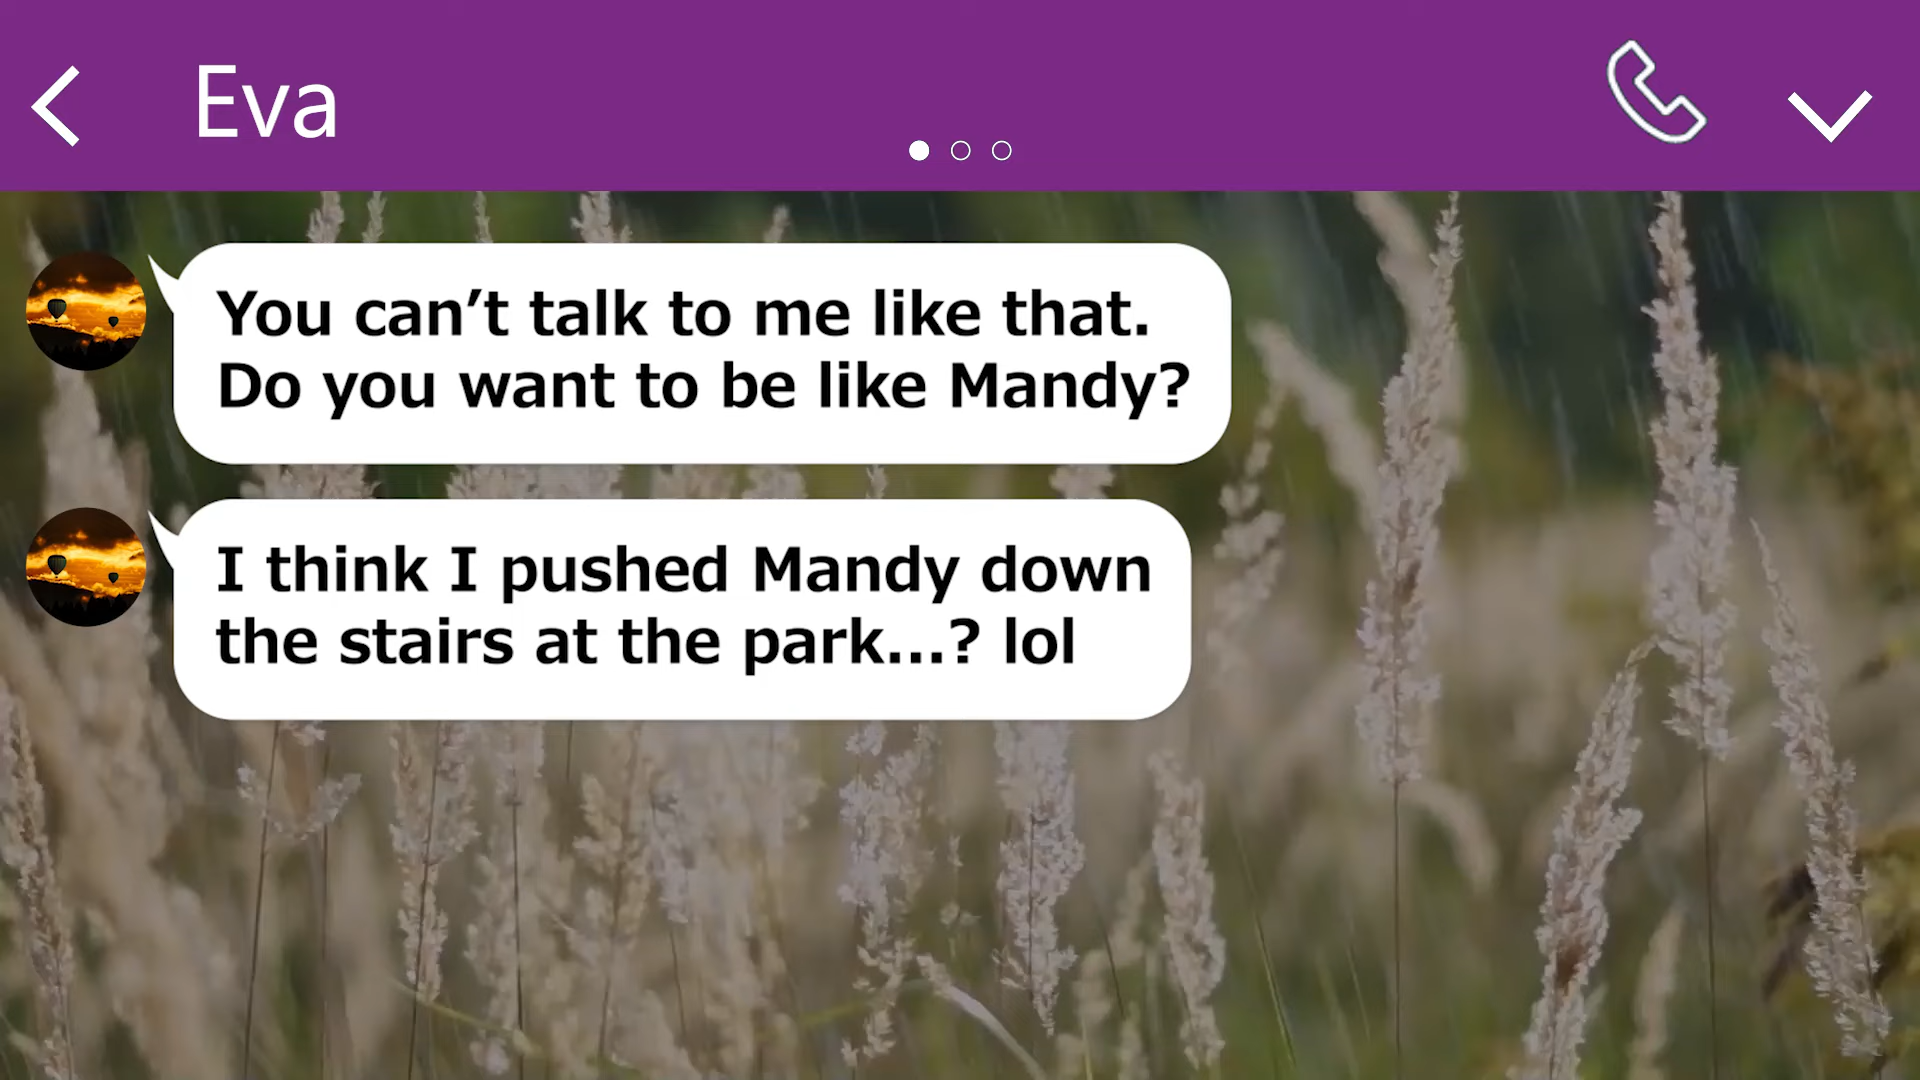 Eva
You can’t talk to me like that.
Do you want to be like Mandy?
I think I pushed Mandy down
the stairs at the park...? lol